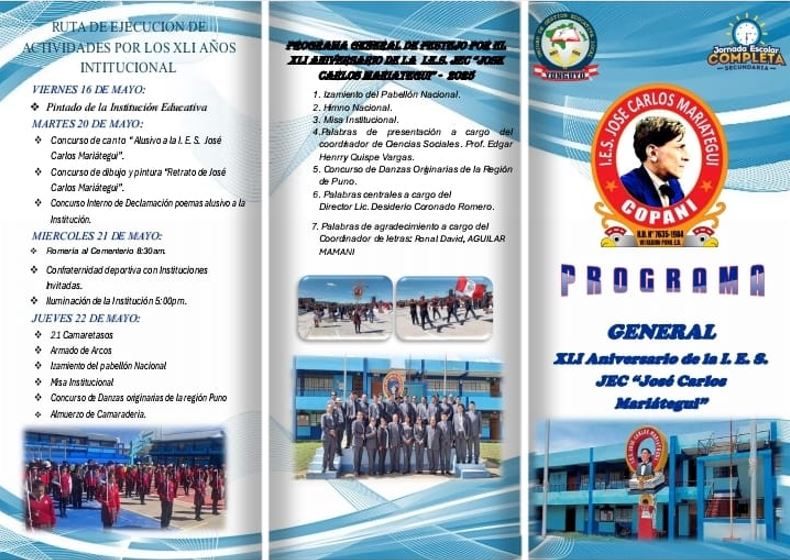 RUTA DE EJECUCION DE
ACTIVIDADES POR LOS XLI AÑOS
INTITUCIONAL
VIERNES 16 DE MAYO:
❖ Pintado de la Institución Educativa
MARTES 20 DE MAYO:
❖ Concurso de canto “Alusivo a la I. E. S. José
Carlos Mariátegui”.
❖ Concurso de dibujo y pintura “Retrato de José
Carlos Mariátegui”.
❖ Concurso Interno de Declamación poemas alusivo a la
Institución.
MIERCOLES 21 DE MAYO:
❖ Romería al Cementerio 8:30am.
❖ Confraternidad deportiva con Instituciones
Invitadas.
❖ Iluminación de la Institución 5:00pm.
JUEVES 22 DE MAYO:
❖ 21 Camaretasos
❖ Armado de Arcos
❖ Izamiento del pabellón Nacional
❖ Misa Institucional
❖ Concurso de Danzas originarias de la región Puno
❖ Almuerzo de Camaradería.
PROGRAMA GENERAL DE FESTEJO POR EL
XLI ANIVERSARIO DE LA I.E.S. JEC “JOSE
CARLOS MARIATEGUI” - 2025
1. Izamiento del Pabellón Nacional.
2. Himno Nacional.
3. Misa Institucional.
4.Palabras de presentación a cargo del
coordinador de Ciencias Sociales. Prof. Edgar
Henrry Quispe Vargas.
5. Concurso de Danzas Originarias de la Región
de Puno.
6. Palabras centrales a cargo del
Director Lic. Desiderio Coronado Romero.
7. Palabras de agradecimiento a cargo del
Coordinador de letras: Ronal David, AGUILAR
MAMANI
YUNGUYO
Jornada Escolar
COMPLETA
SECUNDARIA
I.E.S. JOSE CARLOS MARIATEGUI
COPANI
R.D. Nº 7635-1984
PROGRAMA
GENERAL
XLI Aniversario de la I. E. S.
JEC “José Carlos
Mariátegui”